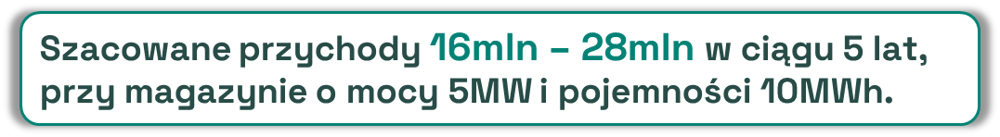 Szacowane przychody 16mln – 28mln w ciągu 5 lat,
przy magazynie o mocy 5MW i pojemności 10MWh.